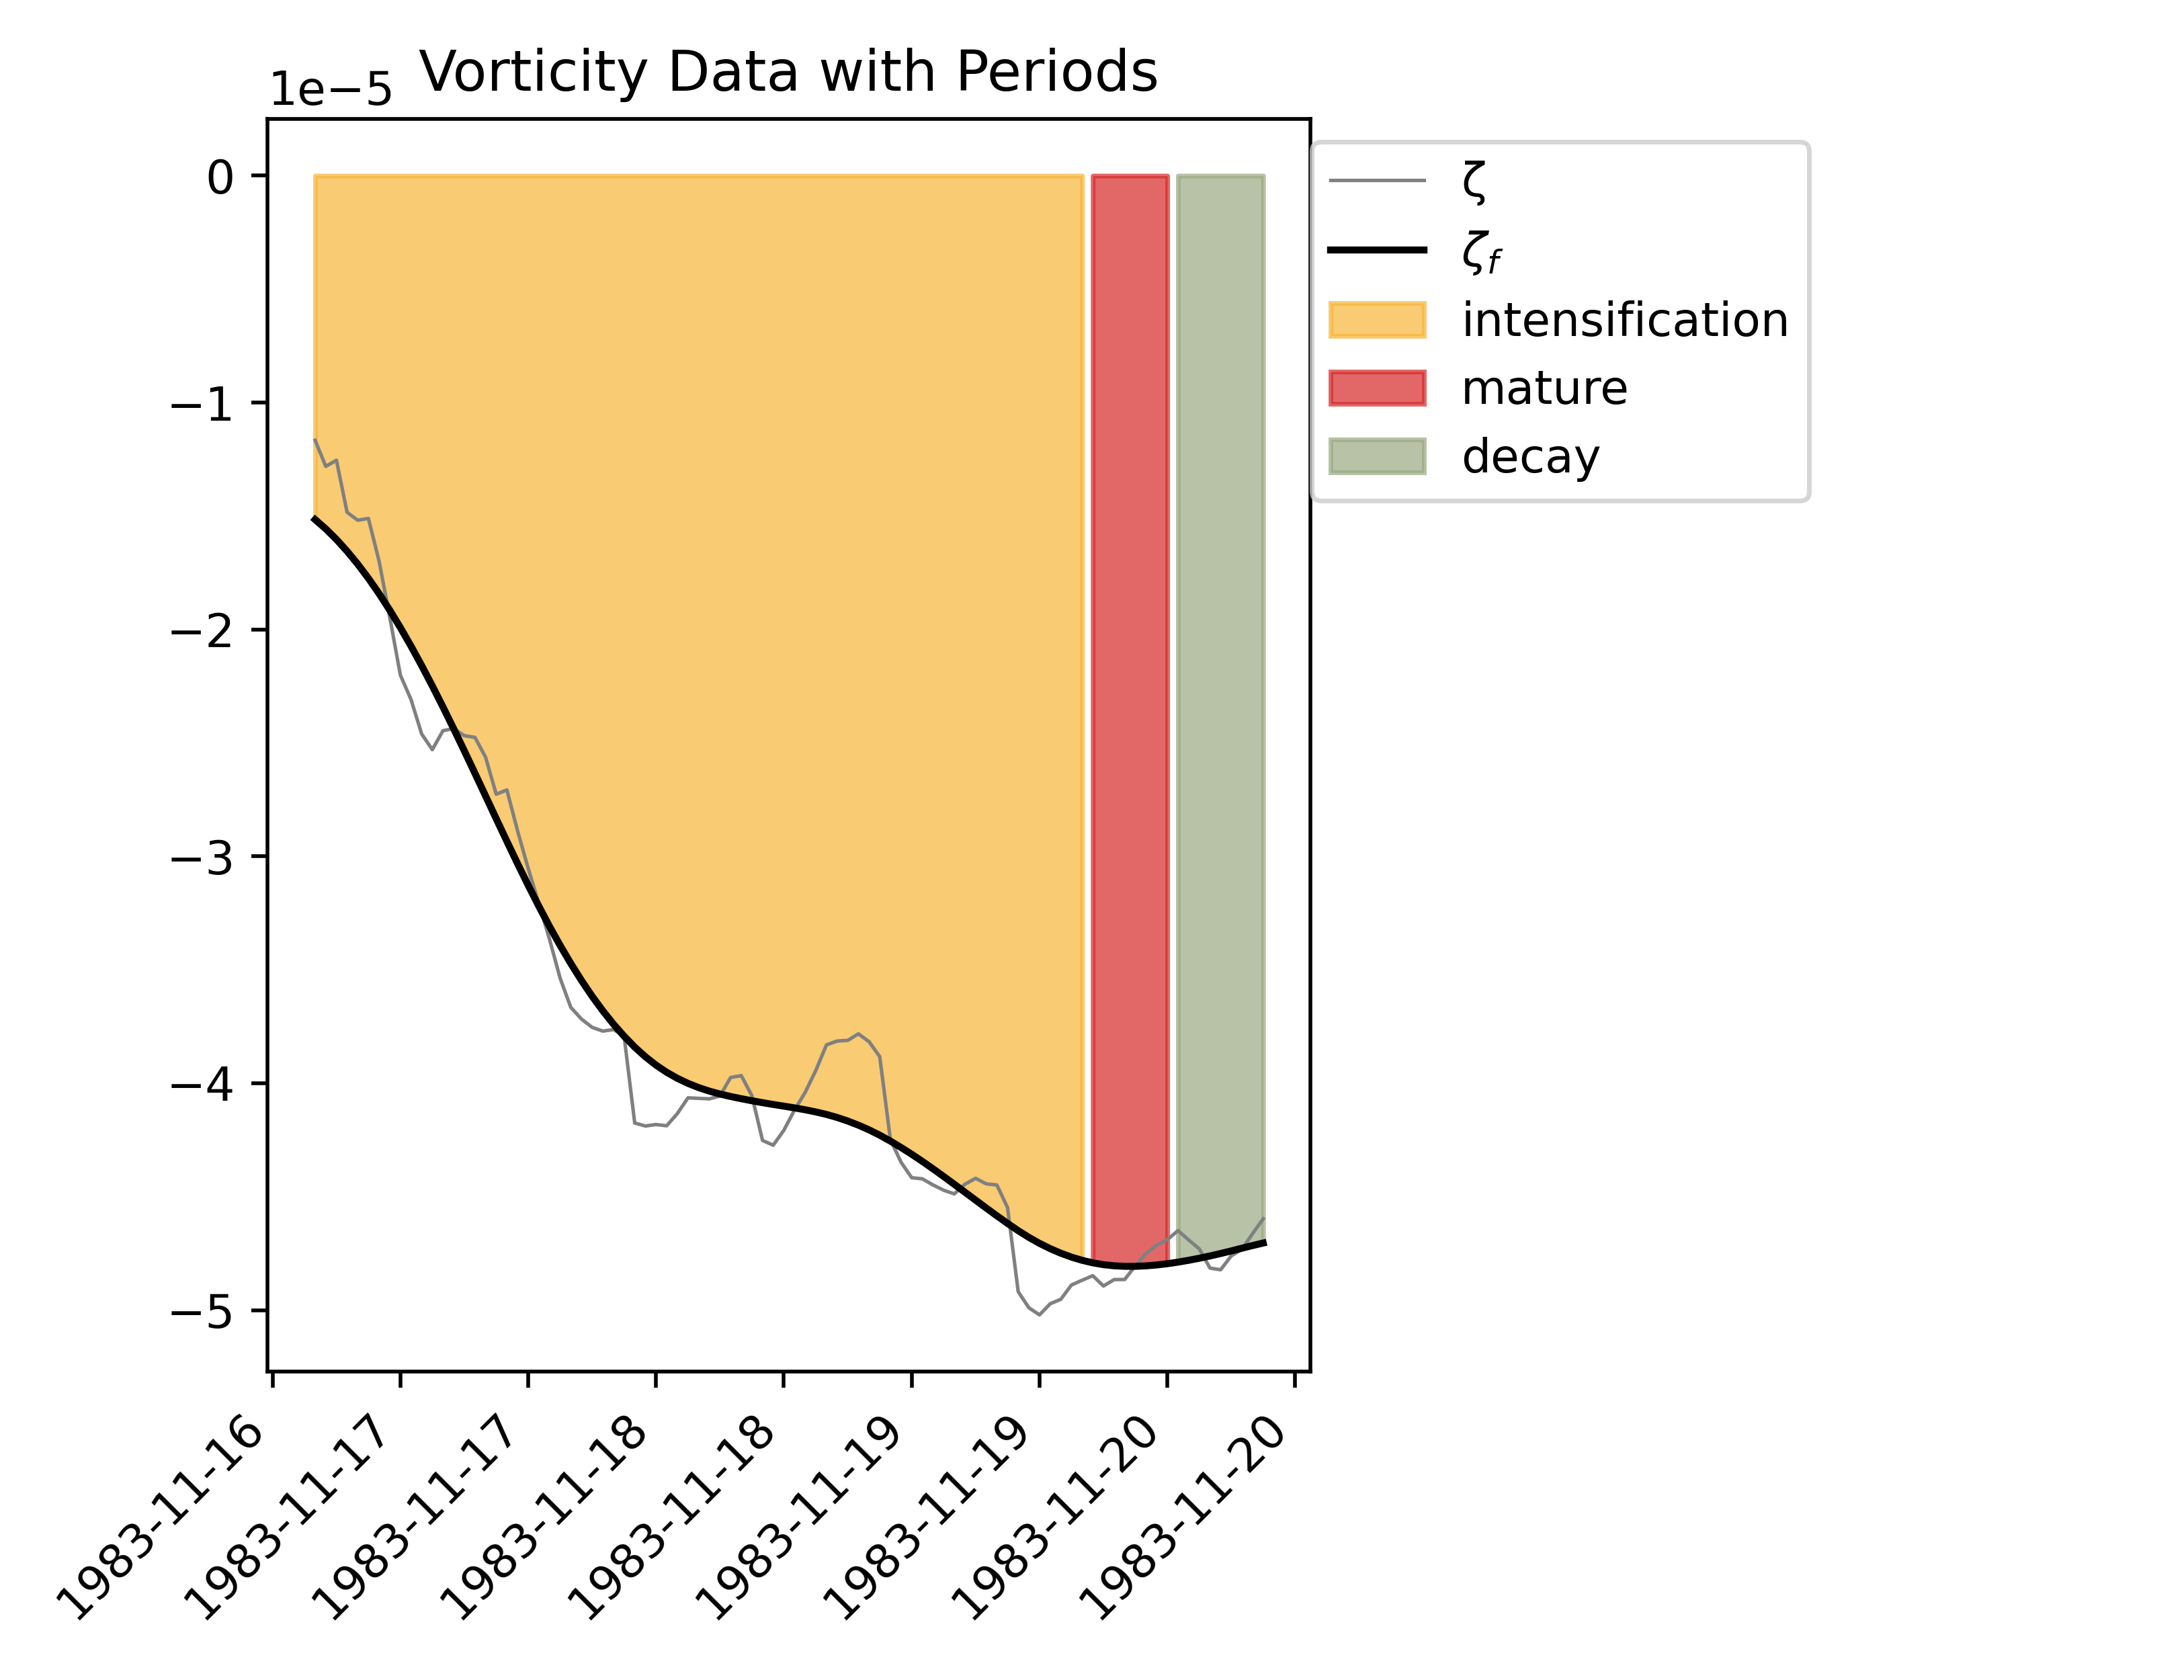 Vorticity Data with Periods
1e−5
0
−1
−2
−3
−4
−5
ζ
ζf
intensification
mature
decay
1983-11-16
1983-11-17
1983-11-17
1983-11-18
1983-11-18
1983-11-19
1983-11-19
1983-11-20
1983-11-20